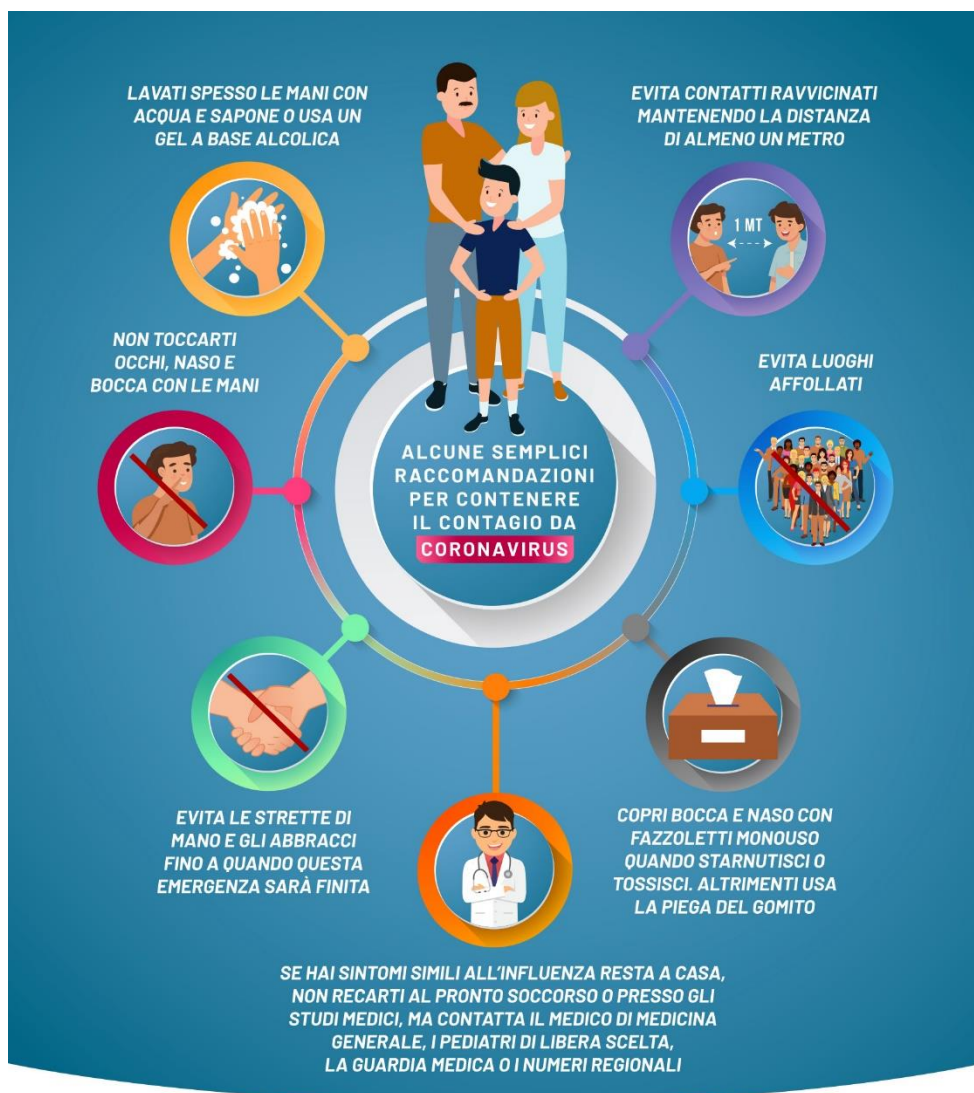 LAVATI SPESSO LE MANI CON
ACQUA E SAPONE O USA UN
GEL A BASE ALCOLICA
EVITA CONTATTI RAVVICINATI
MANTENENDO LA DISTANZA
DI ALMENO UN METRO
1 MT
NON TOCCARTI
OCCHI, NASO E
BOCCA CON LE MANI
EVITA LUOGHI
AFFOLLATI
ALCUNE SEMPLICI
RACCOMANDAZIONI
PER CONTENERE
IL CONTAGIO DA
CORONAVIRUS
EVITA LE STRETTE DI
MANO E GLI ABBRACCI
FINO A QUANDO QUESTA
EMERGENZA SARÀ FINITA
COPRI BOCCA E NASO CON
FAZZOLETTI MONOUSO
QUANDO STARNUTISCI O
TOSSISCI. ALTRIMENTI USA
LA PIEGA DEL GOMITO
SE HAI SINTOMI SIMILI ALL'INFLUENZA RESTA A CASA,
NON RECARTI AL PRONTO SOCCORSO O PRESSO GLI
STUDI MEDICI, MA CONTATTA IL MEDICO DI MEDICINA
GENERALE, I PEDIATRI DI LIBERA SCELTA,
LA GUARDIA MEDICA O I NUMERI REGIONALI